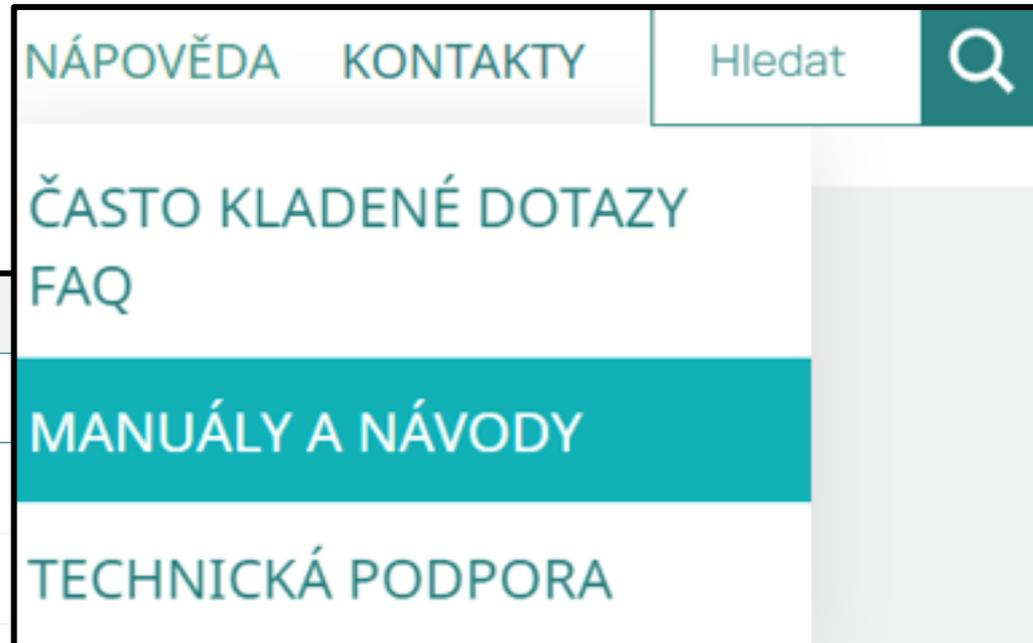 NÁPOVĚDA KONTAKTY Hledat
ČASTO KLADENÉ DOTAZY
FAQ
MANUÁLY A NÁVODY
TECHNICKÁ PODPORA